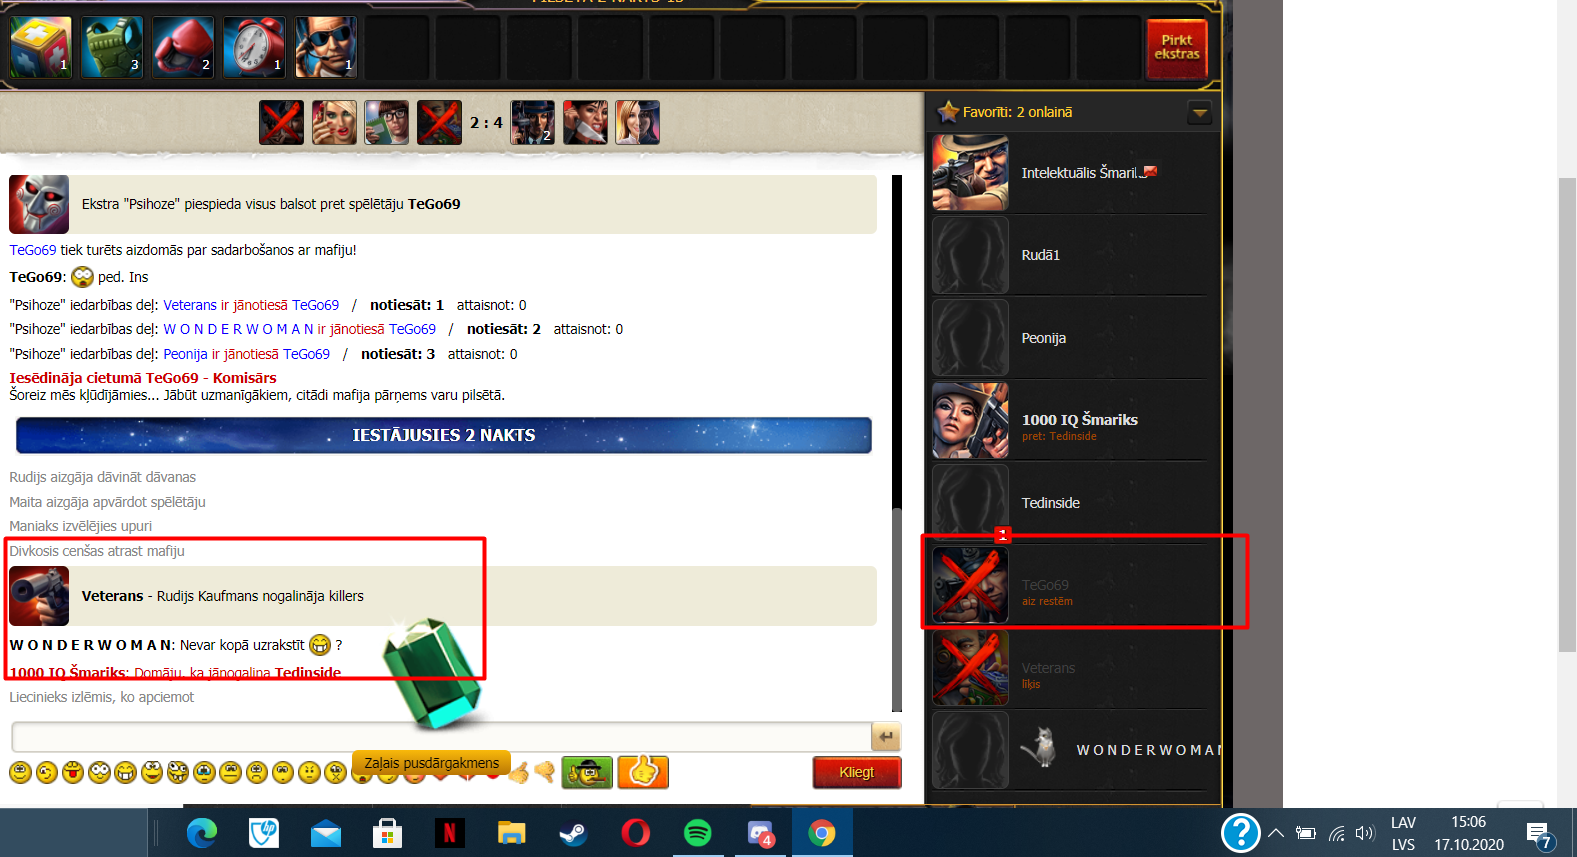 1
3
2
1
1
Pirkt
ekstras
2 : 4
2
Favorīti: 2 onlainā
Ekstra "Psihoze" piespieda visus balsot pret spēlētāju TeGo69
TeGo69 tiek turēts aizdomās par sadarbošanos ar mafiju!
TeGo69: ped. Ins
"Psihoze" iedarbības deļ: Veterans ir jānotiesā TeGo69 / notiesāt: 1 attaisnot: 0
"Psihoze" iedarbības deļ: W O N D E R W O M A N ir jānotiesā TeGo69 / notiesāt: 2 attaisnot: 0
"Psihoze" iedarbības deļ: Peonija ir jānotiesā TeGo69 / notiesāt: 3 attaisnot: 0
Iesēdināja cietumā TeGo69 - Komisārs
Šoreiz mēs kļūdījāmies... Jābūt uzmanīgākiem, citādi mafija pārņems varu pilsētā.
IESTĀJUSIES 2 NAKTS
Rudijs aizgāja dāvināt dāvanas
Maita aizgāja apvārdot spēlētāju
Maniaks izvēlējies upuri
Divkosis cenšas atrast mafiju
Veterans - Rudijs Kaufmans nogalināja killers
W O N D E R W O M A N: Nevar kopā uzrakstīt ?
1000 IQ Šmariks: Domāju, ka jānogalina Tedinside
Liecinieks izlēmis, ko apciemot
Zaļais pusdārgakmens
Kliegt
Intelektuālis
Rudā1
Peonija
1000 IQ Šmariks
pret: Tedinside
Tedinside
1
TeGo69
aiz restēm
Veterans
līķis
W O N D E R W O M A N
4
LAV
LVS
15:06
17.10.2020
7